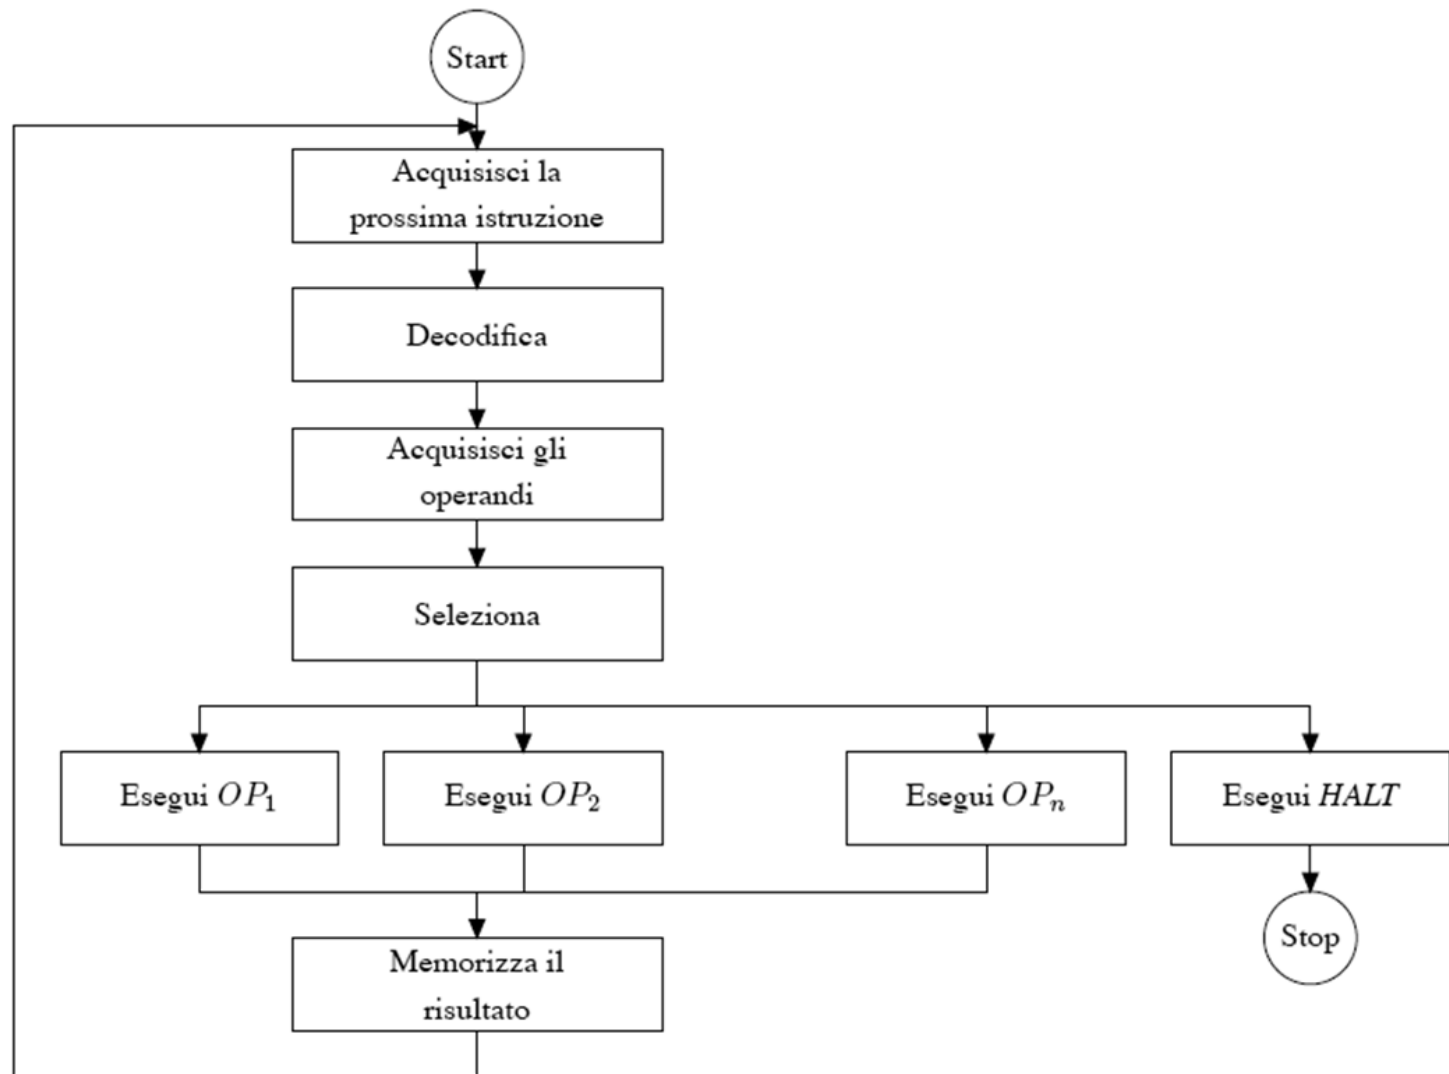 Start
Acquisisci la
prossima istruzione
Decodifica
Acquisisci gli
operandi
Seleziona
Esegui OP₁
Esegui OP₂
Esegui OPₙ
Esegui HALT
Memorizza il
risultato
Stop